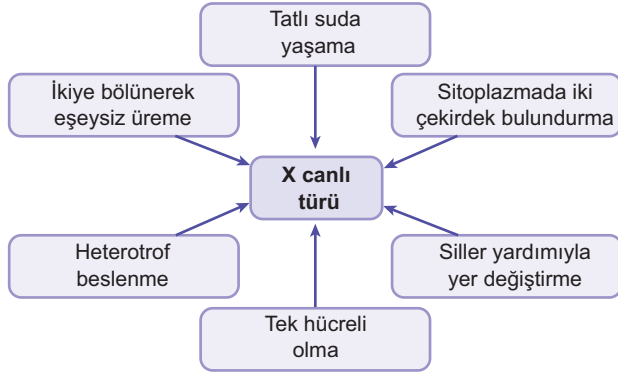 Tatlı suda
yaşama
İkiye bölünerek
eşeysiz üreme
Sitoplazmada iki
çekirdek bulundurma
X canlı
türü
Heterotrof
beslenme
Siller yardımıyla
yer değiştirme
Tek hücreli
olma